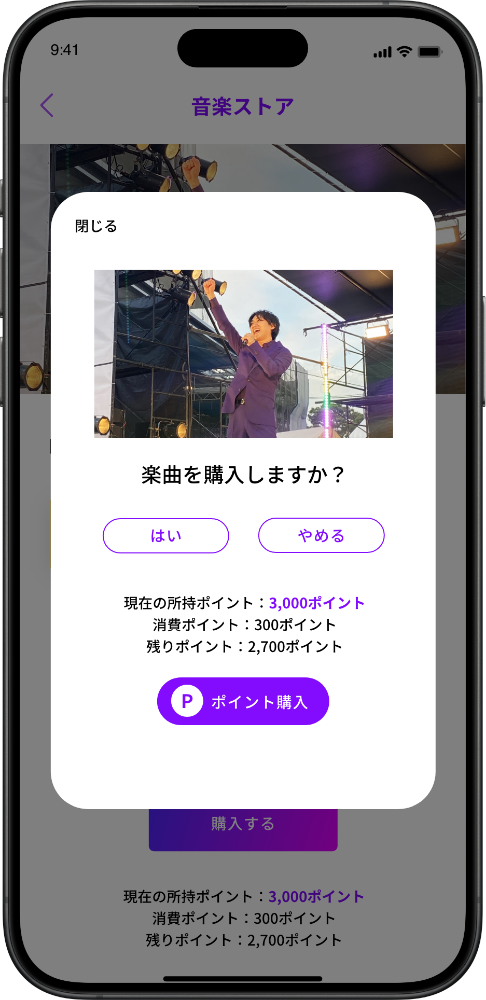 9:41
音楽ストア
閉じる
楽曲を購入しますか？
はい
やめる
現在の所持ポイント：3,000ポイント
消費ポイント：300ポイント
残りポイント：2,700ポイント
P ポイント購入
購入する
現在の所持ポイント：3,000ポイント
消費ポイント：300ポイント
残りポイント：2,700ポイント